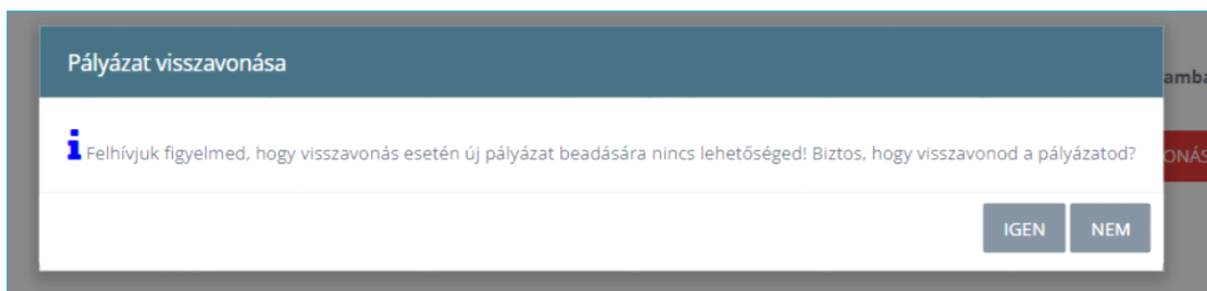 Pályázat visszavonása
Felhívjuk figyelmed, hogy visszavonás esetén új pályázat beadására nincs lehetőséged! Biztos, hogy visszavonod a pályázatod?
IGEN NEM